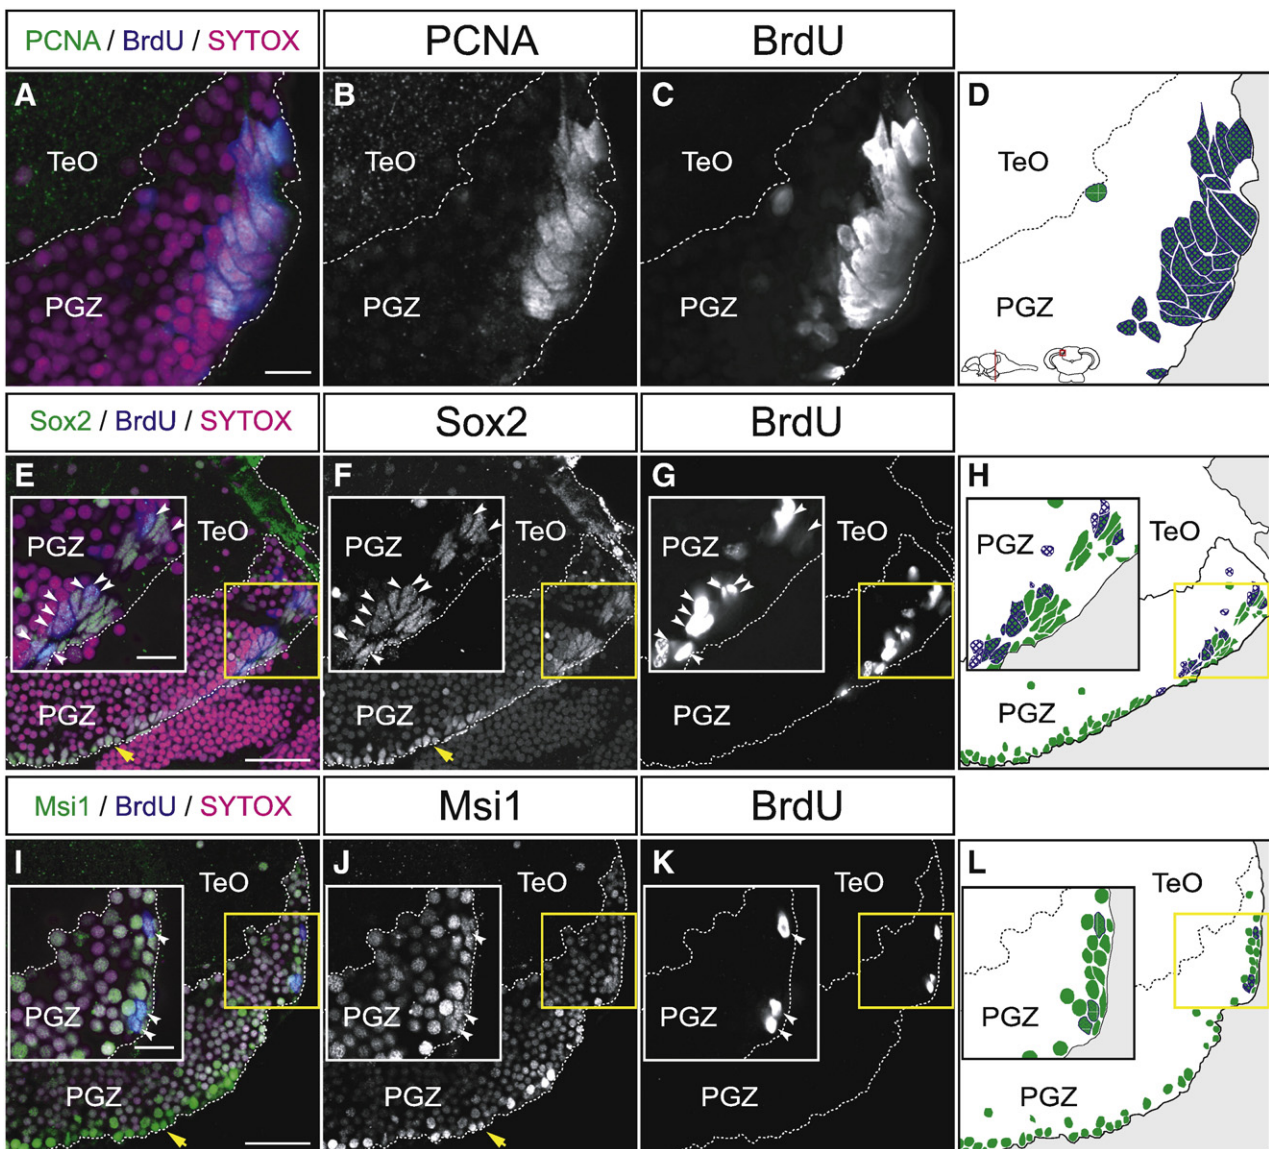 PCNA / BrdU / SYTOX
PCNA
BrdU
A
TeO
PGZ
B
TeO
PGZ
C
TeO
PGZ
D
TeO
PGZ
Sox2 / BrdU / SYTOX
Sox2
BrdU
E
PGZ
TeO
PGZ
F
PGZ
TeO
PGZ
G
PGZ
TeO
PGZ
H
PGZ
TeO
PGZ
Msi1 / BrdU / SYTOX
Msi1
BrdU
I
TeO
PGZ
PGZ
J
TeO
PGZ
PGZ
K
TeO
PGZ
PGZ
L
TeO
PGZ
PGZ